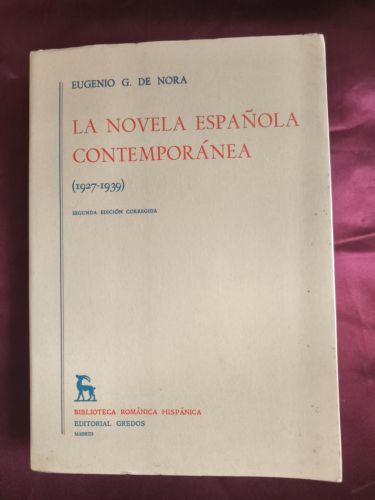 EUGENIO G. DE NORA
LA NOVELA ESPAÑOLA
CONTEMPORÁNEA
(1927-1939)
SEGUNDA EDICIÓN CORREGIDA
BIBLIOTECA ROMÁNICA HISPÁNICA
EDITORIAL GREDOS
MADRID